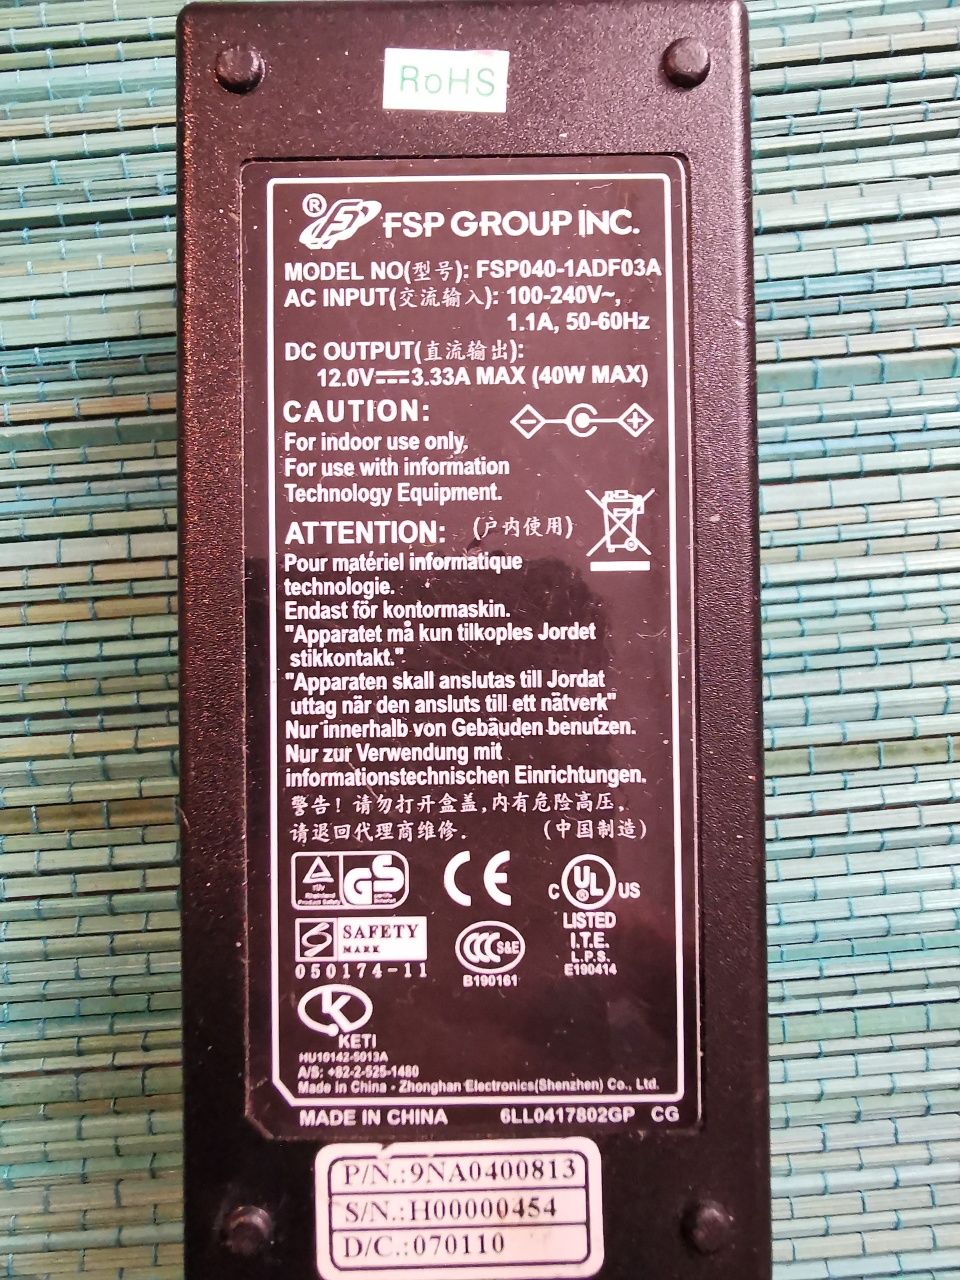 RoHS
® FSP GROUP INC.
MODEL NO(型号): FSP040-1ADF03A
AC INPUT(交流输入): 100-240V~,
1.1A, 50-60Hz
DC OUTPUT(直流输出):
12.0V⎓3.33A MAX (40W MAX)
CAUTION:
For indoor use only.
For use with information
Technology Equipment.
ATTENTION: (户内使用)
Pour matériel informatique
technologie.
Endast för kontormaskin.
"Apparatet må kun tilkoples Jordet
stikkontakt."
"Apparaten skall anslutas till Jordat
uttag när den ansluts till ett nätverk"
Nur innerhalb von Gebäuden benutzen.
Nur zur Verwendung mit
informationstechnischen Einrichtungen.
警告! 请勿打开盒盖,内有危险高压,
请退回代理商维修. (中国制造)
TÜV Rheinland Product Safety GS CE C UL ® US
LISTED
I.T.E.
L.P.S.
E190414
SAFETY
MARK
050174-11
CCC S&E
B190161
K
KETI
HU10142-5013A
A/S: +82-2-525-1480
Made in China - Zhonghan Electronics(Shenzhen) Co., Ltd.
MADE IN CHINA 6LL0417802GP CG
P/N.:9NA0400813
S/N.:H00000454
D/C.:070110